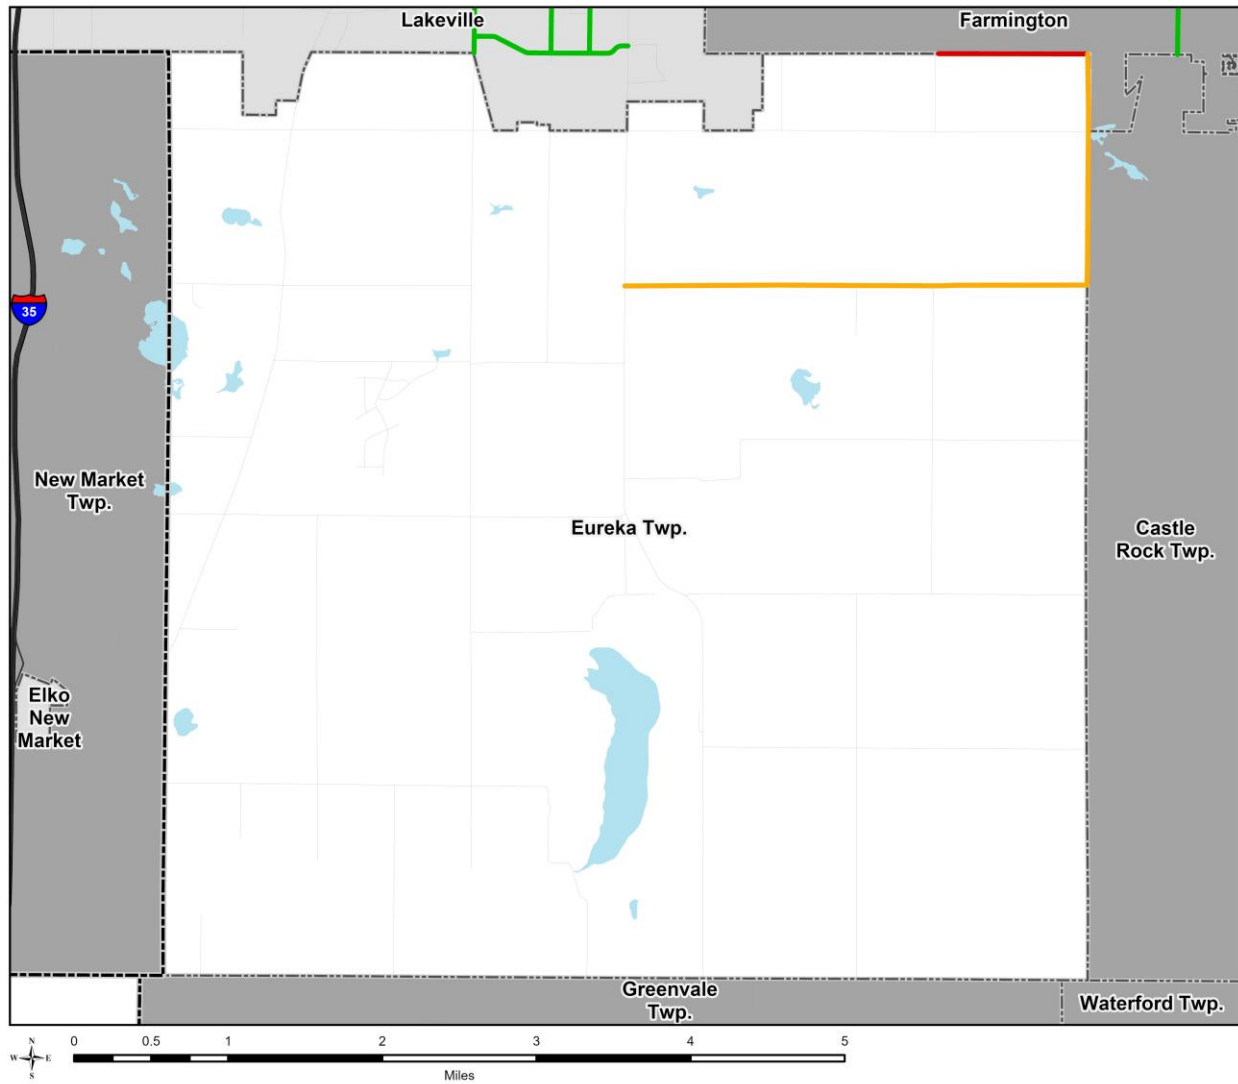 Lakeville
Farmington
35
New Market
Twp.
Eureka Twp.
Castle
Rock Twp.
Elko
New
Market
Greenvale
Twp.
Waterford Twp.
N
W E
S
0 0.5 1 2 3 4 5
Miles